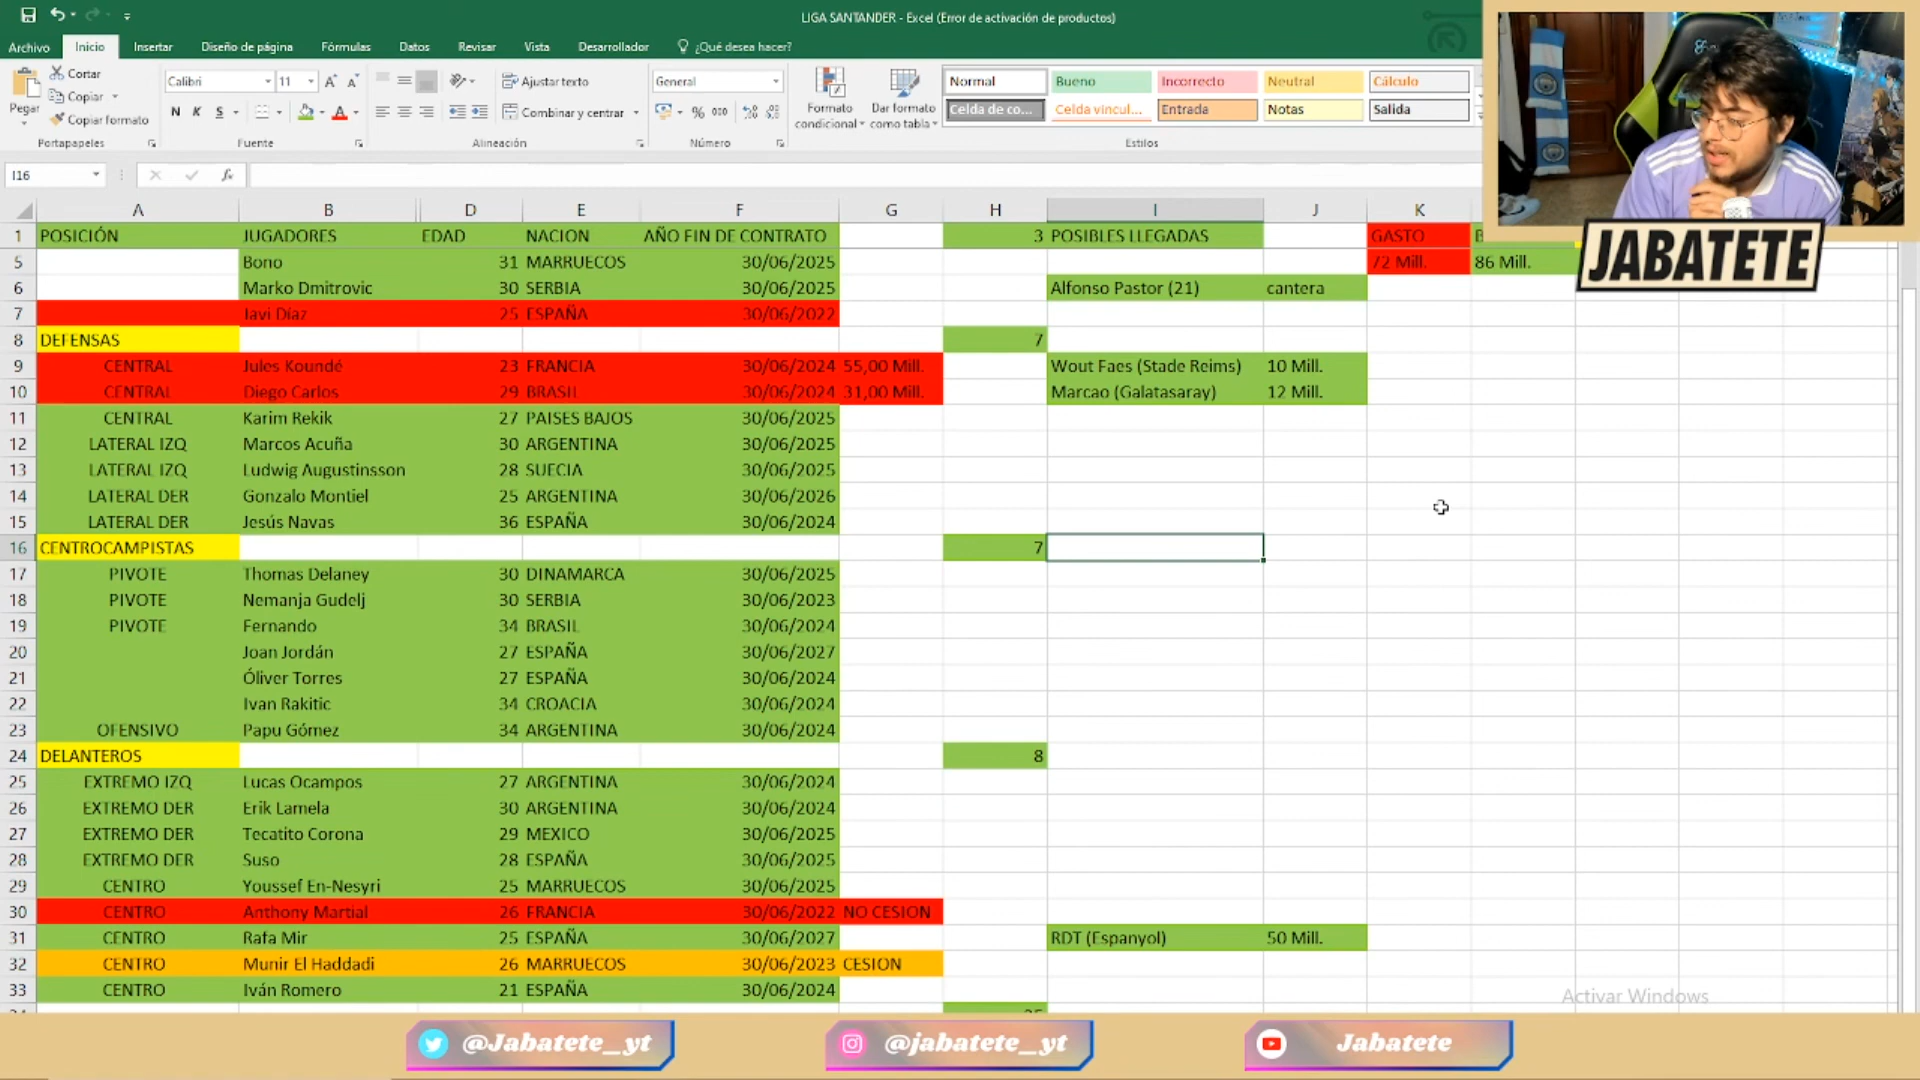 LIGA SANTANDER - Excel (Error de activación de productos)
Archivo Inicio Insertar Diseño de página Fórmulas Datos Revisar Vista Desarrollador ¿Qué desea hacer?
Pegar Cortar Copiar Copiar formato
Calibri 11
N K S
Ajustar texto
Combinar y centrar
General
% 000
Formato condicional
Dar formato como tabla
Normal Bueno Incorrecto Neutral Cálculo
Celda de co... Celda vincul... Entrada Notas Salida
Portapapeles Fuente Alineación Número Estilos
I16 fx
A B D E F G H I J K
1 POSICIÓN JUGADORES EDAD NACION AÑO FIN DE CONTRATO 3 POSIBLES LLEGADAS GASTO
5 Bono 31 MARRUECOS 30/06/2025 72 Mill. 86 Mill.
6 Marko Dmitrovic 30 SERBIA 30/06/2025 Alfonso Pastor (21) cantera
7 Javi Díaz 25 ESPAÑA 30/06/2022
8 DEFENSAS 7
9 CENTRAL Jules Koundé 23 FRANCIA 30/06/2024 55,00 Mill. Wout Faes (Stade Reims) 10 Mill.
10 CENTRAL Diego Carlos 29 BRASIL 30/06/2024 31,00 Mill. Marcao (Galatasaray) 12 Mill.
11 CENTRAL Karim Rekik 27 PAISES BAJOS 30/06/2025
12 LATERAL IZQ Marcos Acuña 30 ARGENTINA 30/06/2025
13 LATERAL IZQ Ludwig Augustinsson 28 SUECIA 30/06/2025
14 LATERAL DER Gonzalo Montiel 25 ARGENTINA 30/06/2026
15 LATERAL DER Jesús Navas 36 ESPAÑA 30/06/2024
16 CENTROCAMPISTAS 7
17 PIVOTE Thomas Delaney 30 DINAMARCA 30/06/2025
18 PIVOTE Nemanja Gudelj 30 SERBIA 30/06/2023
19 PIVOTE Fernando 34 BRASIL 30/06/2024
20 Joan Jordán 27 ESPAÑA 30/06/2027
21 Óliver Torres 27 ESPAÑA 30/06/2024
22 Ivan Rakitic 34 CROACIA 30/06/2024
23 OFENSIVO Papu Gómez 34 ARGENTINA 30/06/2024
24 DELANTEROS 8
25 EXTREMO IZQ Lucas Ocampos 27 ARGENTINA 30/06/2024
26 EXTREMO DER Erik Lamela 30 ARGENTINA 30/06/2024
27 EXTREMO DER Tecatito Corona 29 MEXICO 30/06/2025
28 EXTREMO DER Suso 28 ESPAÑA 30/06/2025
29 CENTRO Youssef En-Nesyri 25 MARRUECOS 30/06/2025
30 CENTRO Anthony Martial 26 FRANCIA 30/06/2022 NO CESION
31 CENTRO Rafa Mir 25 ESPAÑA 30/06/2027 RDT (Espanyol) 50 Mill.
32 CENTRO Munir El Haddadi 26 MARRUECOS 30/06/2023 CESION
33 CENTRO Iván Romero 21 ESPAÑA 30/06/2024
JABATETE
Activar Windows
@Jabatete_yt @jabatete_yt Jabatete